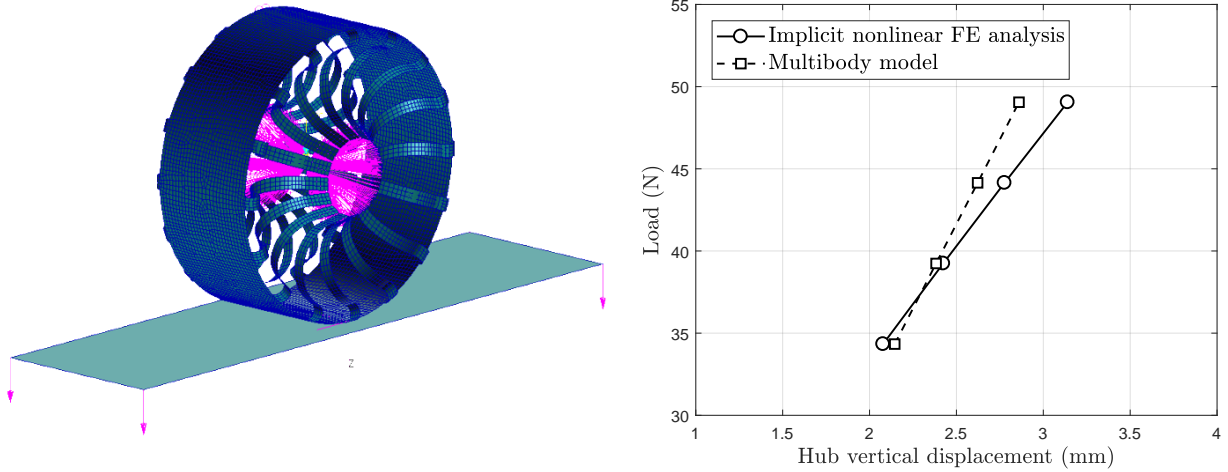 Z
Implicit nonlinear FE analysis
Multibody model
55
50
45
40
35
30
Load (N)
1
1.5
2
2.5
3
3.5
4
Hub vertical displacement (mm)